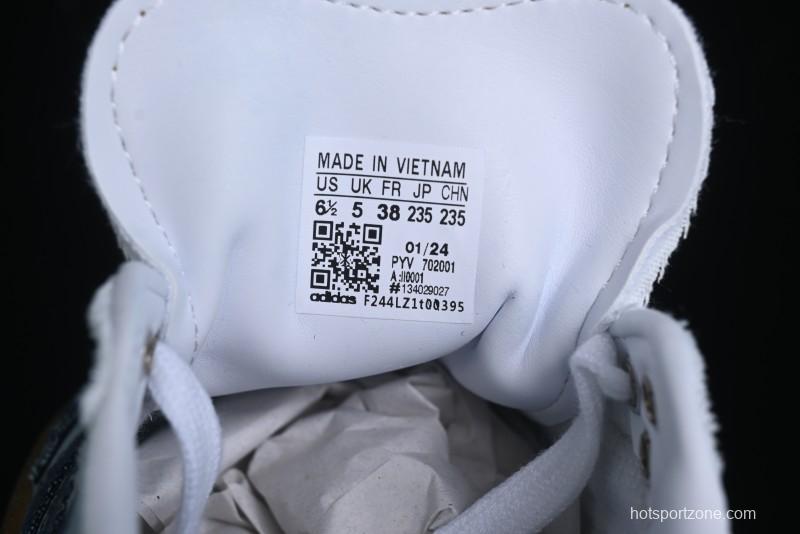 MADE IN VIETNAM
US UK FR JP CHN
6½ 5 38 235 235
01/24
PYV 702001
#134029027
adidas F244LZ1t00395
hotsportzone.com